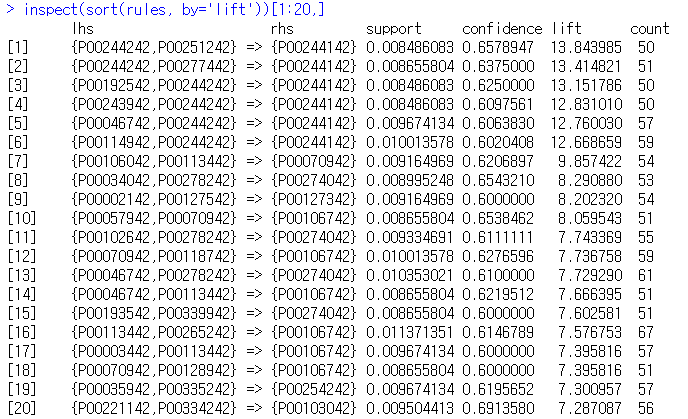 > inspect(sort(rules, by='lift'))[1:20,]
lhs rhs support confidence lift count
[1] {P00244242,P00251242} => {P00244142} 0.008486083 0.6578947 13.843985 50
[2] {P00244242,P00277442} => {P00244142} 0.008655804 0.6375000 13.414821 51
[3] {P00192542,P00244242} => {P00244142} 0.008486083 0.6250000 13.151786 50
[4] {P00243942,P00244242} => {P00244142} 0.008486083 0.6097561 12.831010 50
[5] {P00046742,P00244242} => {P00244142} 0.009674134 0.6063830 12.760030 57
[6] {P00114942,P00244242} => {P00244142} 0.010013578 0.6020408 12.668659 59
[7] {P00106042,P00113442} => {P00070942} 0.009164969 0.6206897 9.857422 54
[8] {P00034042,P00278242} => {P00274042} 0.008995248 0.6543210 8.290880 53
[9] {P00002142,P00127542} => {P00127342} 0.009164969 0.6000000 8.202320 54
[10] {P00057942,P00070942} => {P00106742} 0.008655804 0.6538462 8.059543 51
[11] {P00102642,P00278242} => {P00274042} 0.009334691 0.6111111 7.743369 55
[12] {P00070942,P00118742} => {P00106742} 0.010013578 0.6276596 7.736758 59
[13] {P00046742,P00278242} => {P00274042} 0.010353021 0.6100000 7.729290 61
[14] {P00046742,P00113442} => {P00106742} 0.008655804 0.6219512 7.666395 51
[15] {P00193542,P00339942} => {P00274042} 0.008655804 0.6000000 7.602581 51
[16] {P00113442,P00265242} => {P00106742} 0.011371351 0.6146789 7.576753 67
[17] {P00003442,P00113442} => {P00106742} 0.009674134 0.6000000 7.395816 57
[18] {P00070942,P00128942} => {P00106742} 0.008655804 0.6000000 7.395816 51
[19] {P00035942,P00335242} => {P00254242} 0.009674134 0.6195652 7.300957 57
[20] {P00221142,P00334242} => {P00103042} 0.009504413 0.6913580 7.287087 56